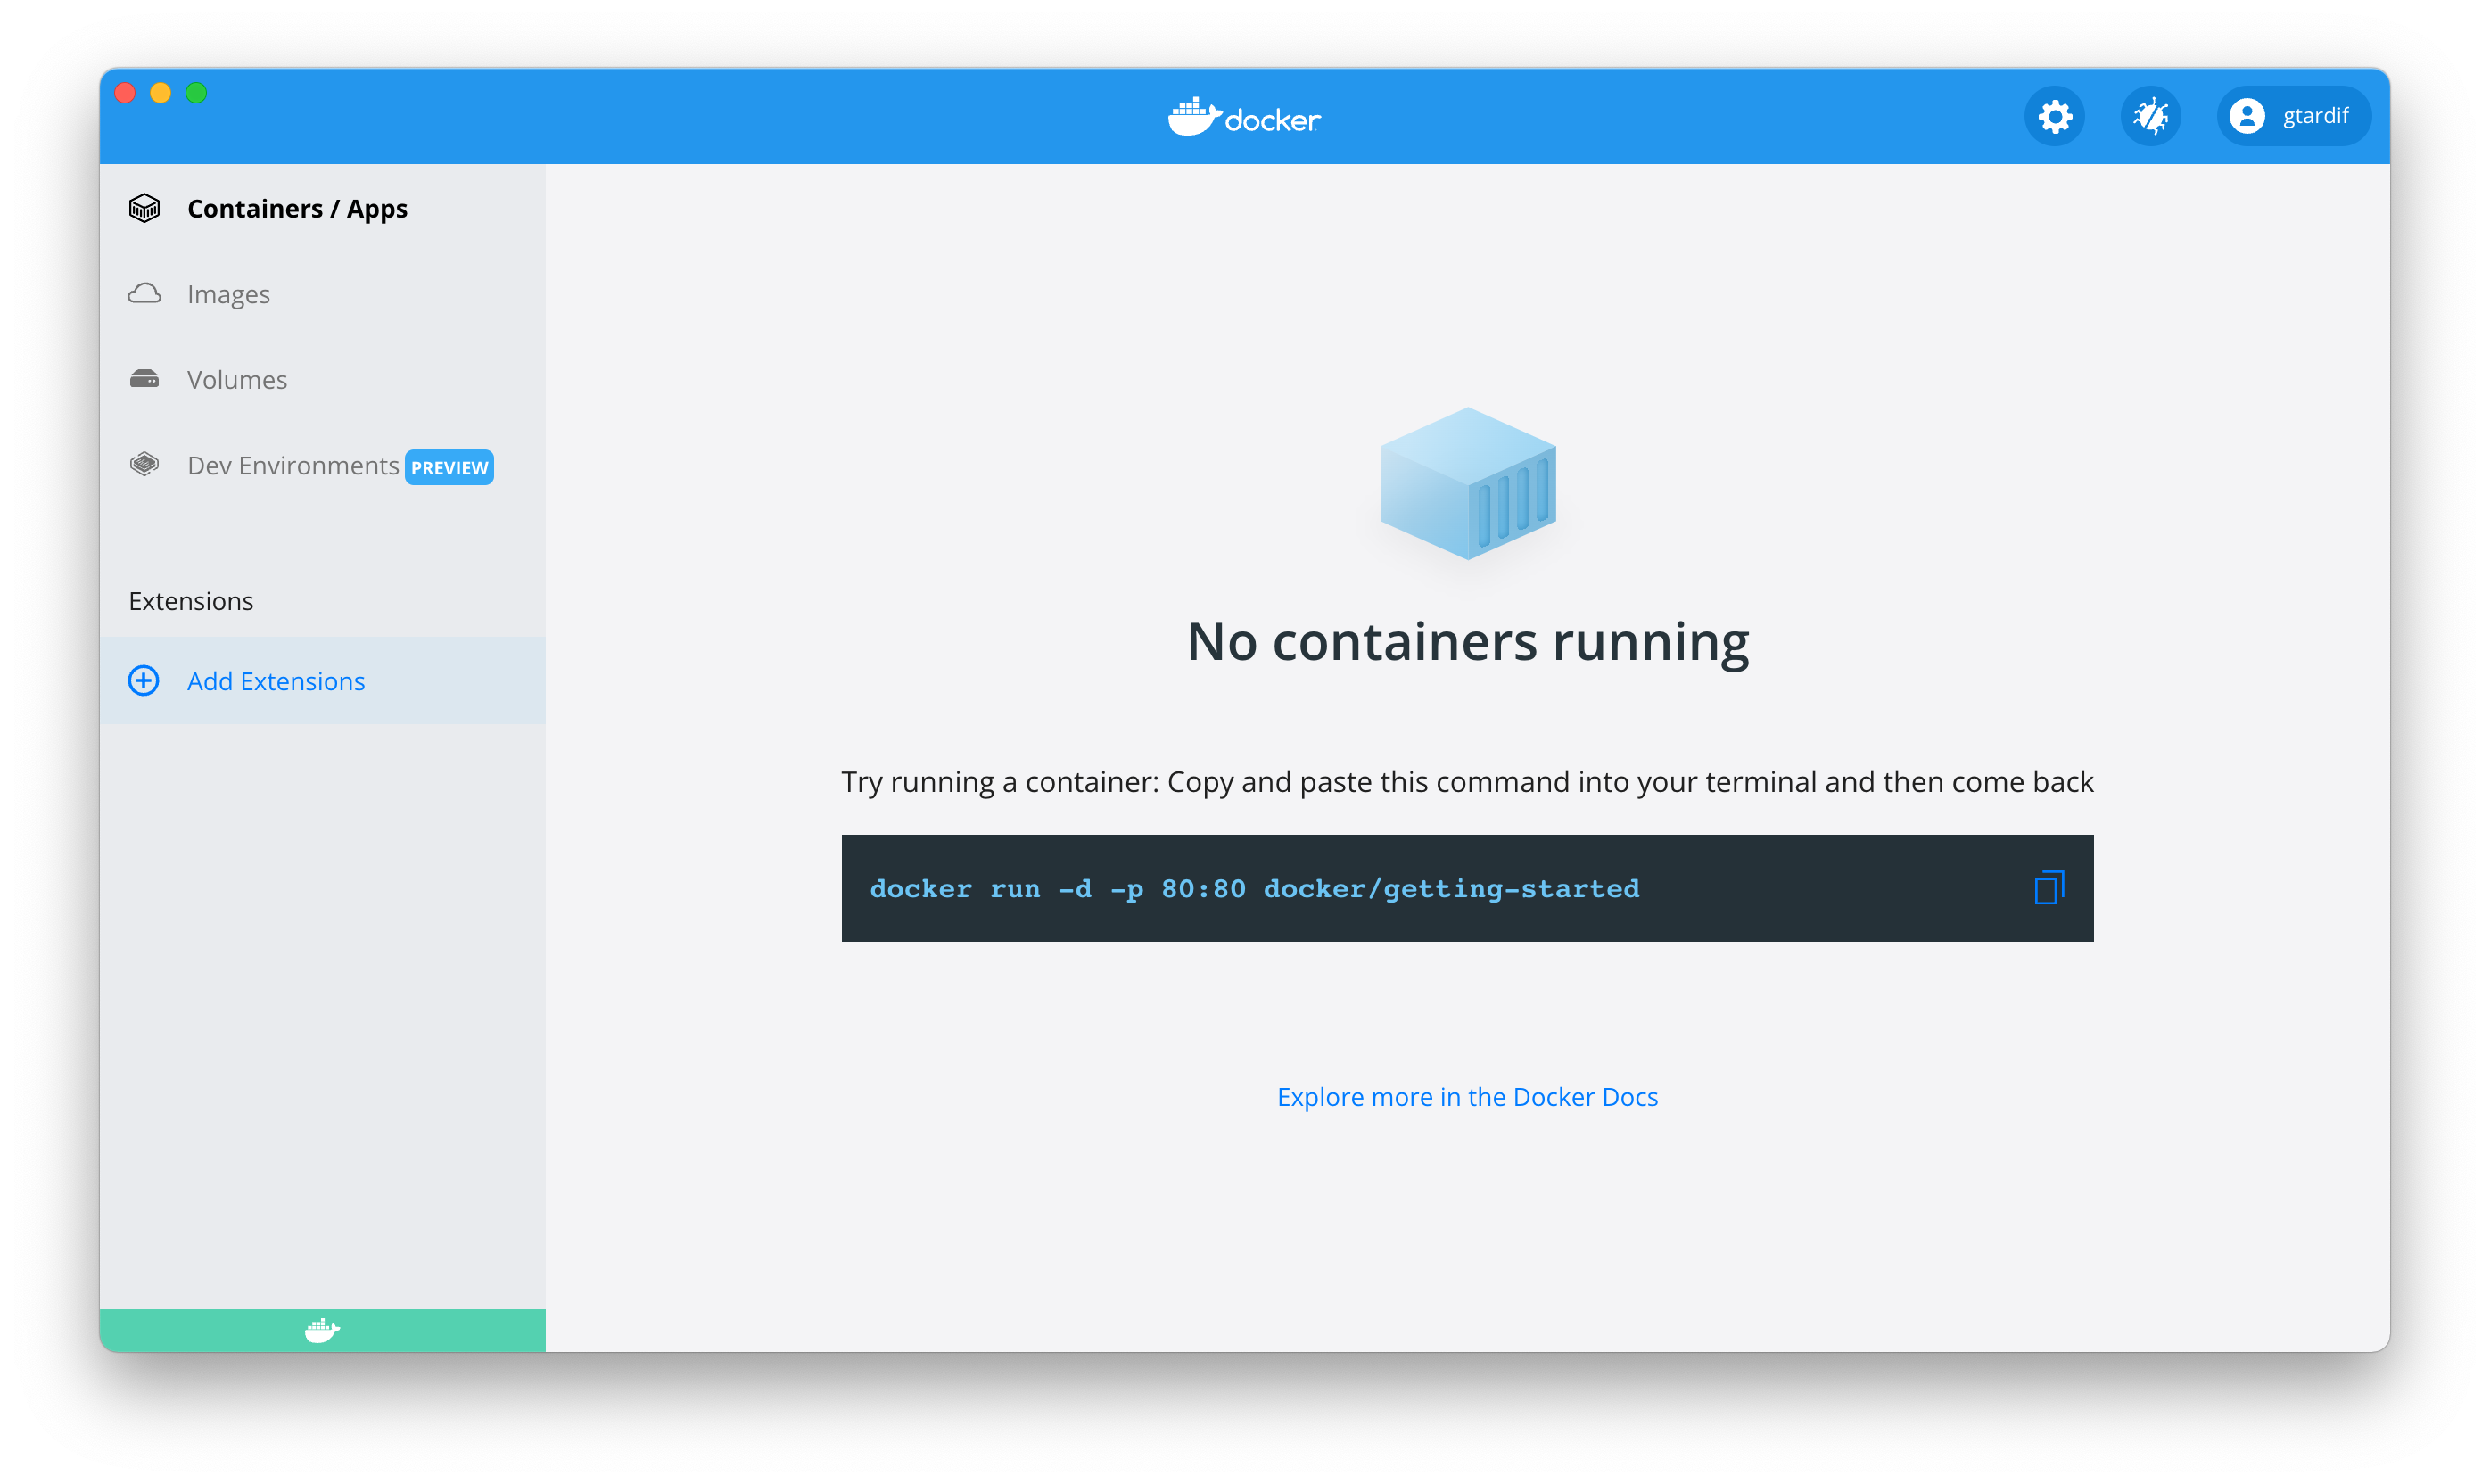 docker
gtardif
Containers / Apps
Images
Volumes
Dev Environments PREVIEW
Extensions
Add Extensions
No containers running
Try running a container: Copy and paste this command into your terminal and then come back
docker run -d -p 80:80 docker/getting-started
Explore more in the Docker Docs